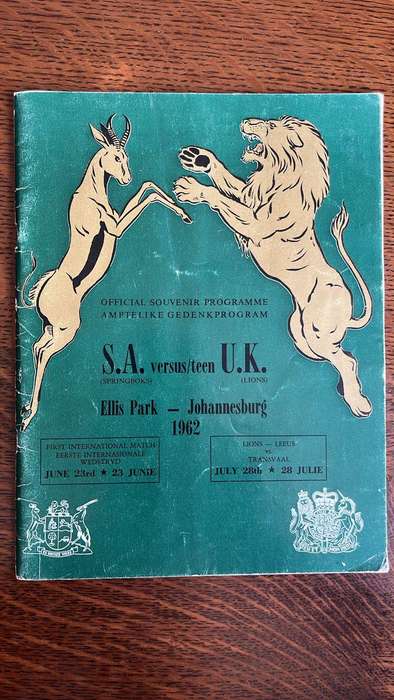 OFFICIAL SOUVENIR PROGRAMME
AMPTELIKE GEDENKPROGRAM
S.A. versus/teen U.K.
(SPRINGBOKS) (LIONS)
Ellis Park — Johannesburg
1962
FIRST INTERNATIONAL MATCH
EERSTE INTERNASIONALE
WEDSTRYD
JUNE 23rd ★ 23 JUNIE
LIONS — LEEUS
vs.
TRANSVAAL
JULY 28th ★ 28 JULIE